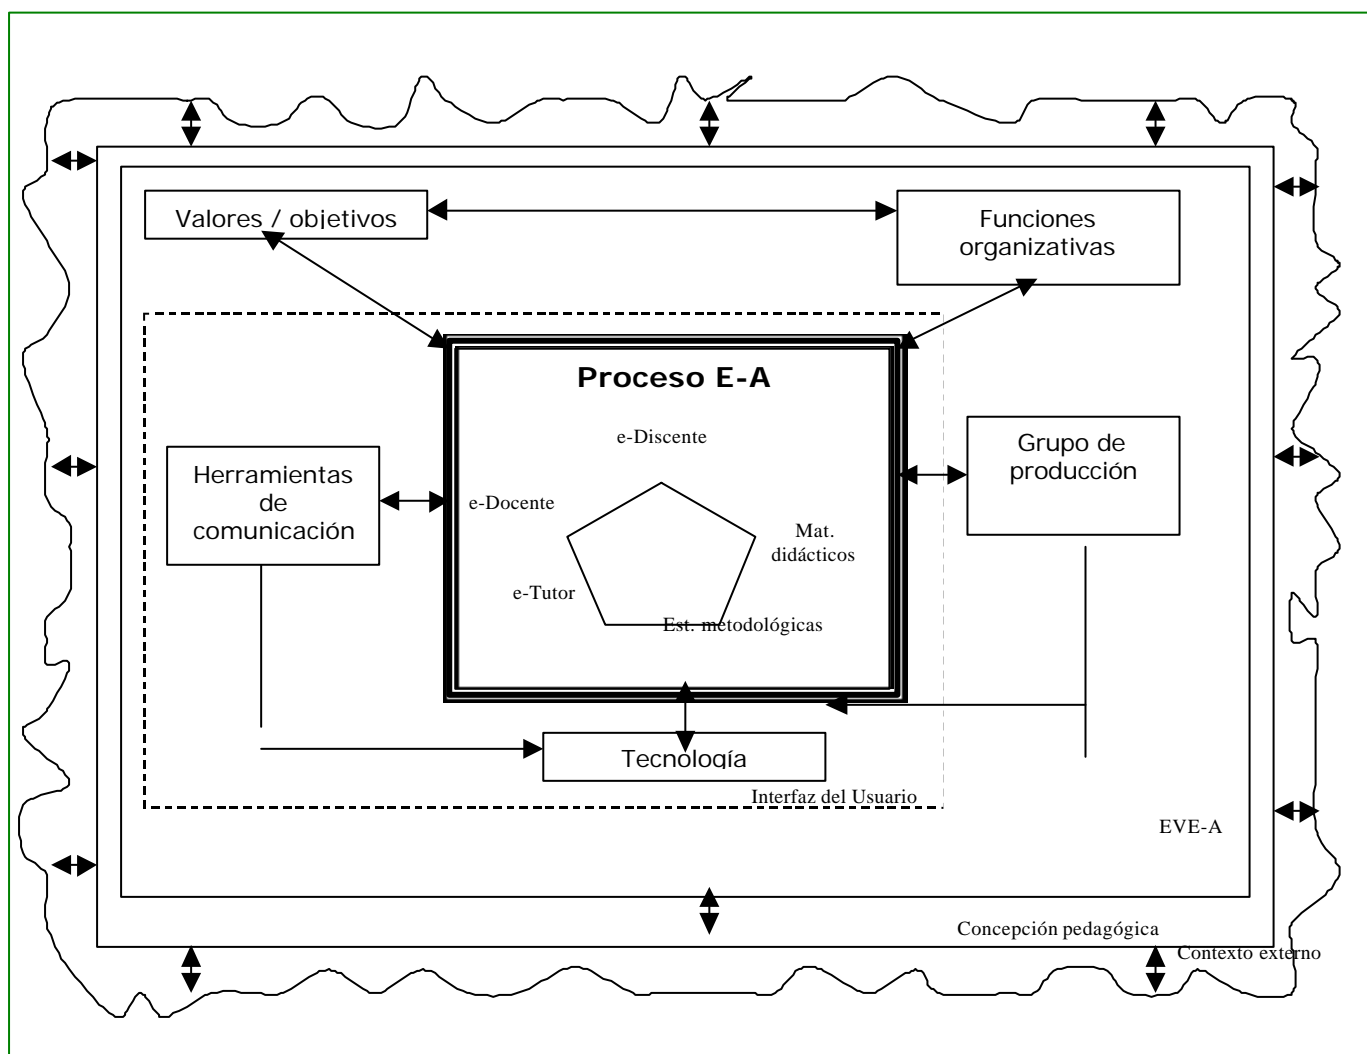 Valores / objetivos
Funciones
organizativas
Proceso E-A
e-Discente
Herramientas
de
comunicación
e-Docente
Mat.
didácticos
Grupo de
producción
e-Tutor
Est. metodológicas
Tecnología
Interfaz del Usuario
EVE-A
Concepción pedagógica
Contexto externo